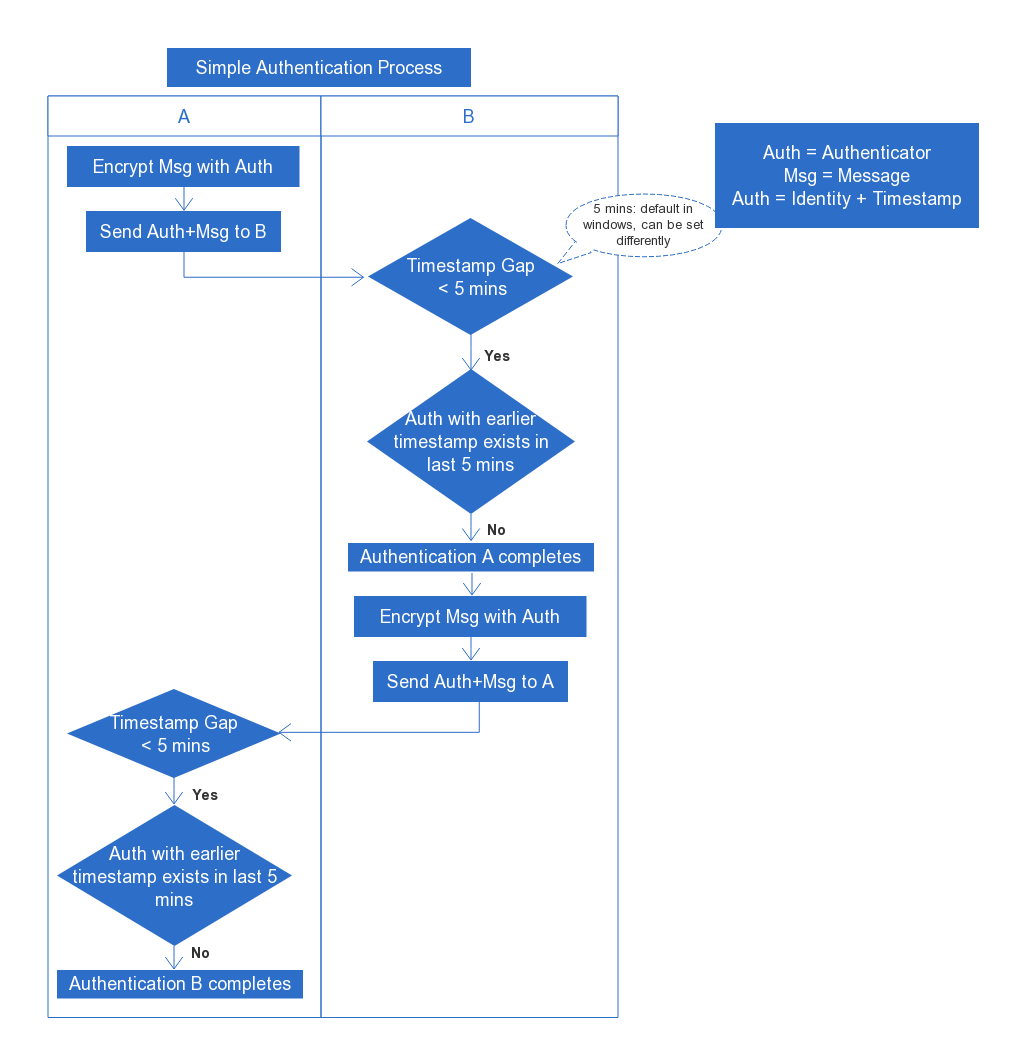 Simple Authentication Process
A
B
Encrypt Msg with Auth
Send Auth+Msg to B
Auth = Authenticator
Msg = Message
Auth = Identity + Timestamp
5 mins: default in
windows, can be set
differently
Timestamp Gap
< 5 mins
Yes
Auth with earlier
timestamp exists in
last 5 mins
No
Authentication A completes
Encrypt Msg with Auth
Send Auth+Msg to A
Timestamp Gap
< 5 mins
Yes
Auth with earlier
timestamp exists in last 5
mins
No
Authentication B completes